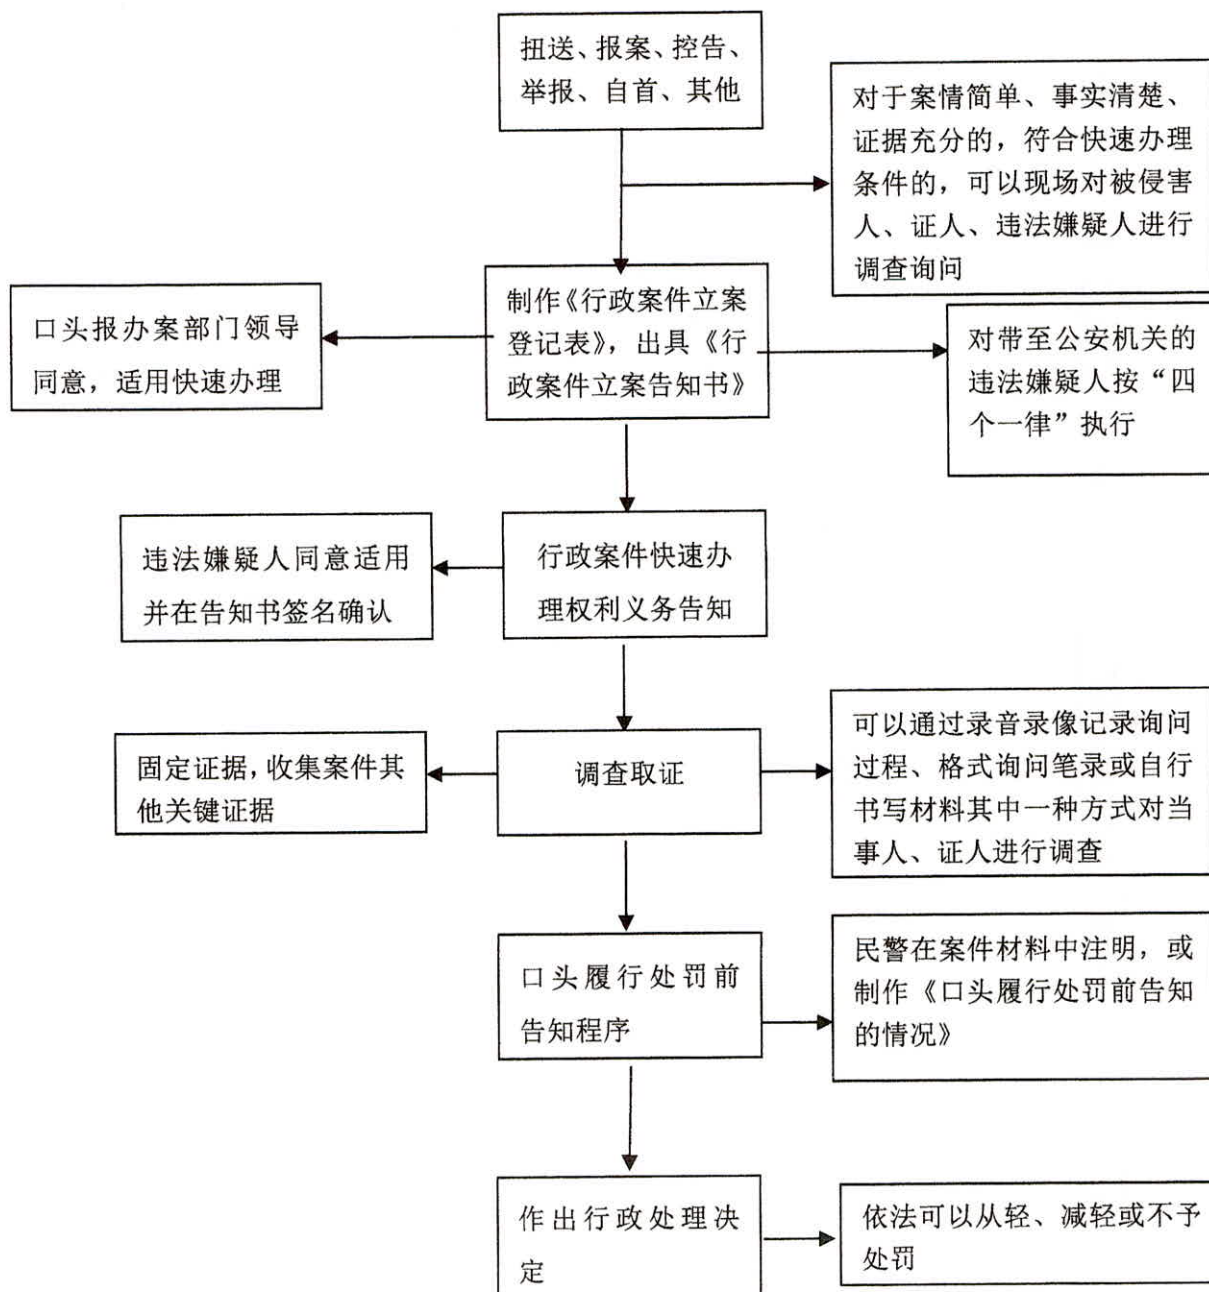 扭送、报案、控告、
举报、自首、其他
对于案情简单、事实清楚、
证据充分的，符合快速办理
条件的，可以现场对被侵害
人、证人、违法嫌疑人进行
调查询问
口头报办案部门领导
同意，适用快速办理
制作《行政案件立案
登记表》，出具《行
政案件立案告知书》
对带至公安机关的
违法嫌疑人按“四
个一律”执行
违法嫌疑人同意适用
并在告知书签名确认
行政案件快速办
理权利义务告知
固定证据，收集案件其
他关键证据
调查取证
可以通过录音录像记录询问
过程、格式询问笔录或自行
书写材料其中一种方式对当
事人、证人进行调查
口头履行处罚前
告知程序
民警在案件材料中注明，或
制作《口头履行处罚前告知
的情况》
作出行政处理决
定
依法可以从轻、减轻或不予
处罚